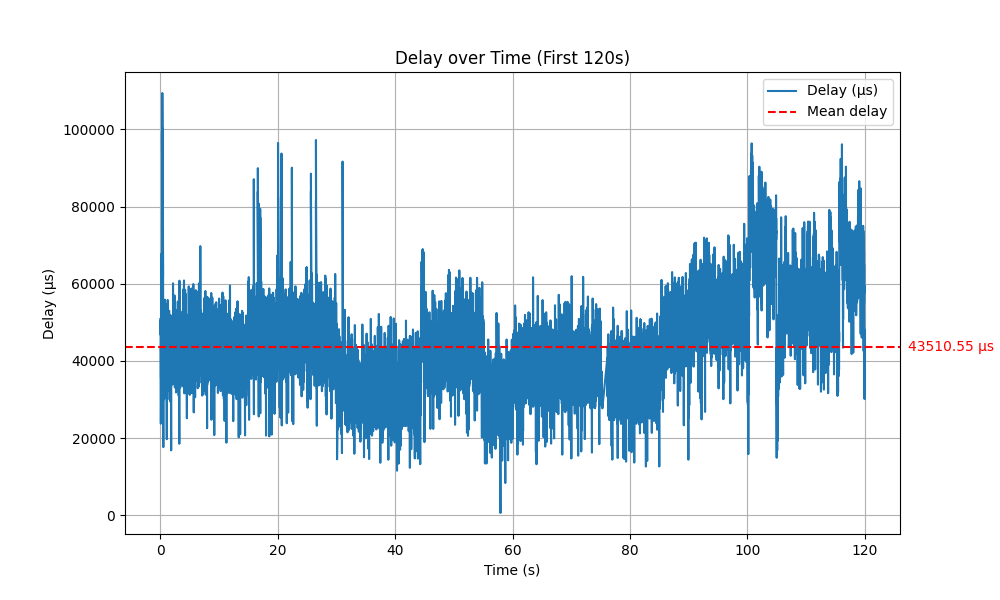 Delay over Time (First 120s)
Delay (µs)
Mean delay
100000
80000
60000
40000
20000
0
Delay (µs)
43510.55 µs
0 20 40 60 80 100 120
Time (s)